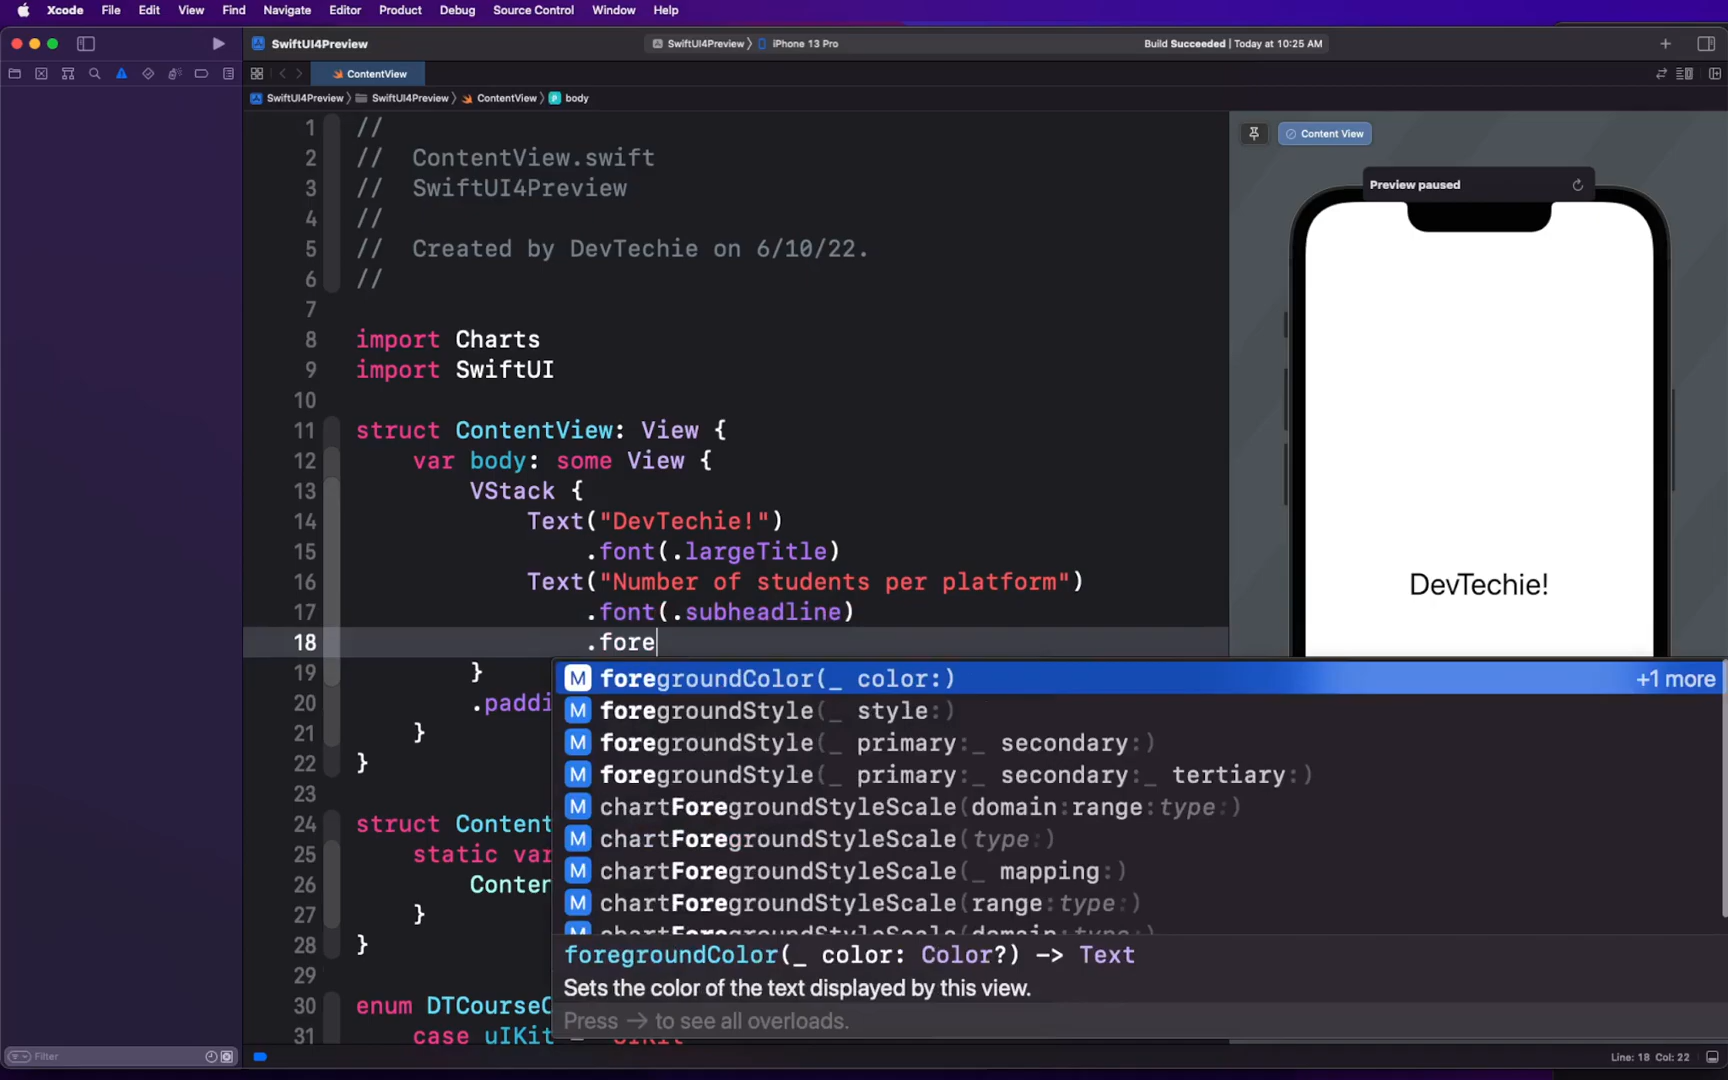 Xcode File Edit View Find Navigate Editor Product Debug Source Control Window Help
SwiftUI4Preview SwiftUI4Preview 〉 iPhone 13 Pro Build Succeeded | Today at 10:25 AM
ContentView
SwiftUI4Preview 〉 SwiftUI4Preview 〉 ContentView 〉 P body
1 //
2 // ContentView.swift
3 // SwiftUI4Preview
4 //
5 // Created by DevTechie on 6/10/22.
6 //
7
8 import Charts
9 import SwiftUI
10
11 struct ContentView: View {
12 var body: some View {
13 VStack {
14 Text("DevTechie!")
15 .font(.largeTitle)
16 Text("Number of students per platform")
17 .font(.subheadline)
18 .fore
19 }
20 .paddi
21 }
22 }
23
24 struct Content
25 static var
26 Conten
27 }
28 }
29
30 enum DTCourseC
31 case uIKit =
M foregroundColor(_ color:) +1 more
M foregroundStyle(_ style:)
M foregroundStyle(_ primary:_ secondary:)
M foregroundStyle(_ primary:_ secondary:_ tertiary:)
M chartForegroundStyleScale(domain:range:type:)
M chartForegroundStyleScale(type:)
M chartForegroundStyleScale(_ mapping:)
M chartForegroundStyleScale(range:type:)
M chartForegroundStyleScale(domain:type:)
foregroundColor(_ color: Color?) -> Text
Sets the color of the text displayed by this view.
Press → to see all overloads.
Content View
Preview paused
DevTechie!
Filter
Line: 18 Col: 22